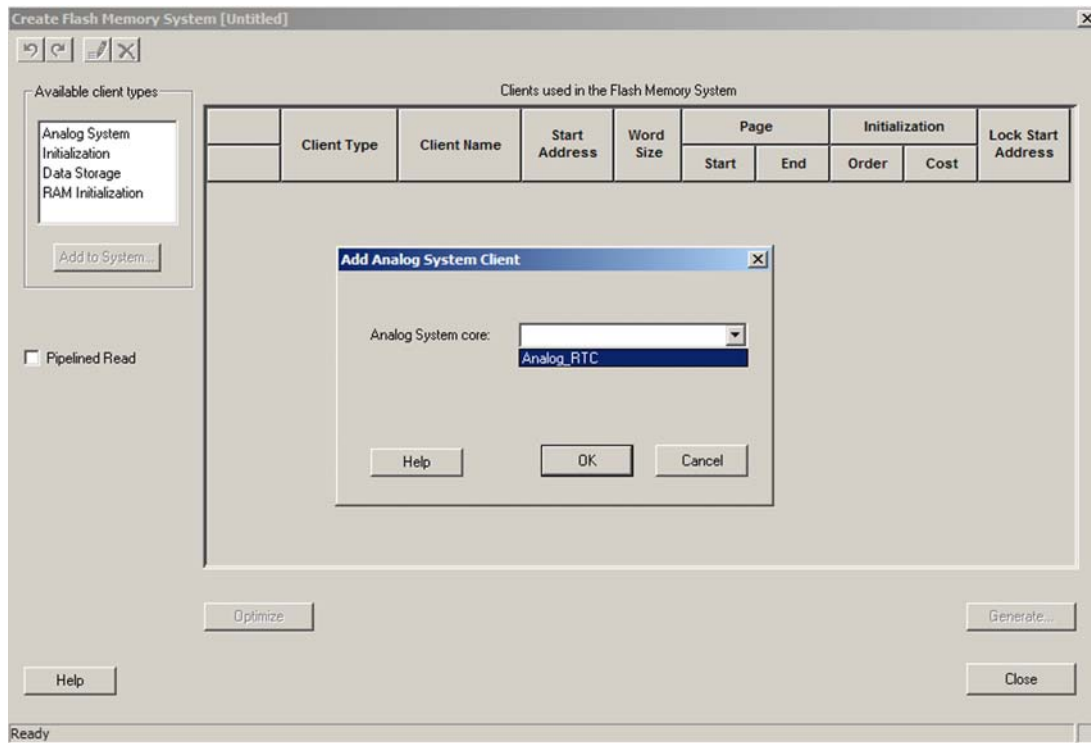 Create Flash Memory System [Untitled]
Available client types
Analog System
Initialization
Data Storage
RAM Initialization
Add to System...
Pipelined Read
Clients used in the Flash Memory System
Client Type
Client Name
Start
Address
Word
Size
Page
Start
End
Initialization
Order
Cost
Lock Start
Address
Add Analog System Client
Analog System core:
Analog_RTC
Help
OK
Cancel
Optimize
Generate...
Help
Close
Ready